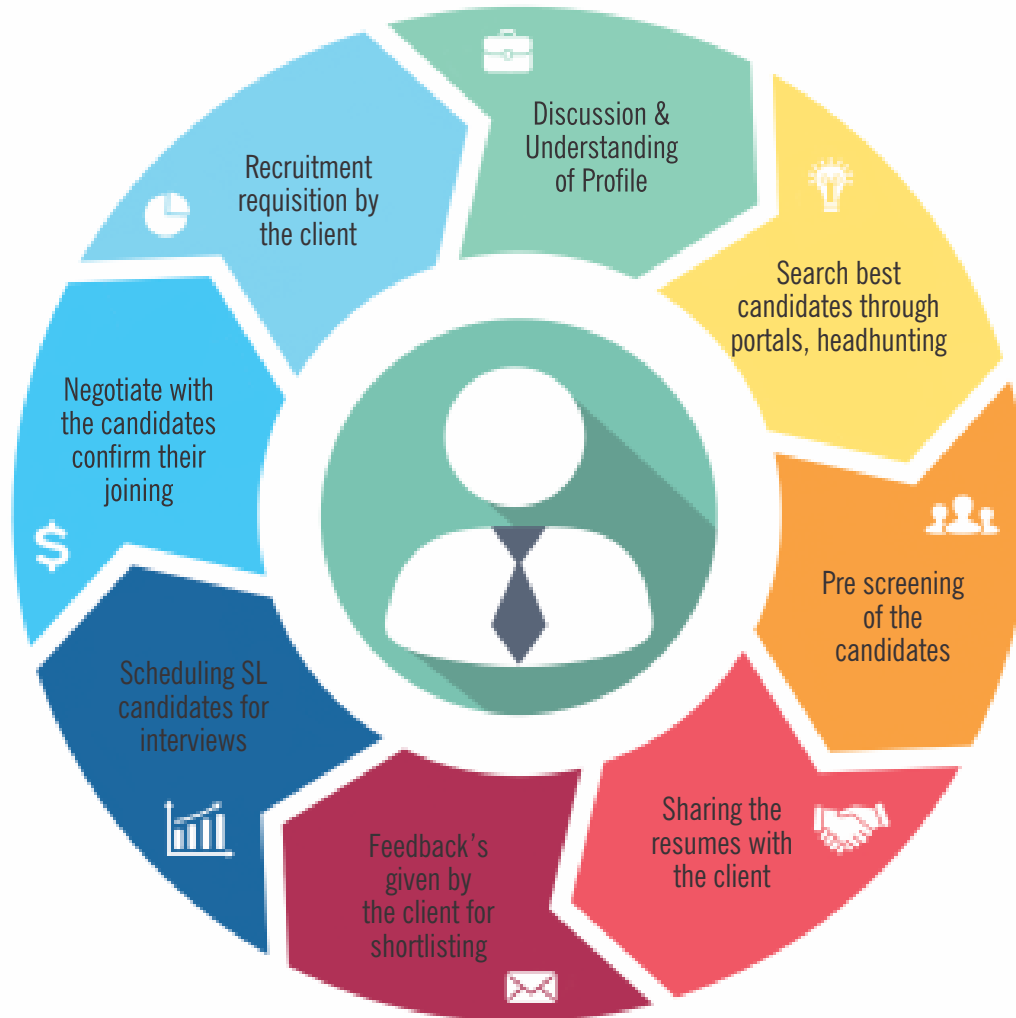 Recruitment
requisition by
the client
Discussion &
Understanding
of Profile
Search best
candidates through
portals, headhunting
Pre screening
of the
candidates
Sharing the
resumes with
the client
Feedback's
given by
the client for
shortlisting
Scheduling SL
candidates for
interviews
Negotiate with
the candidates
confirm their
joining
$